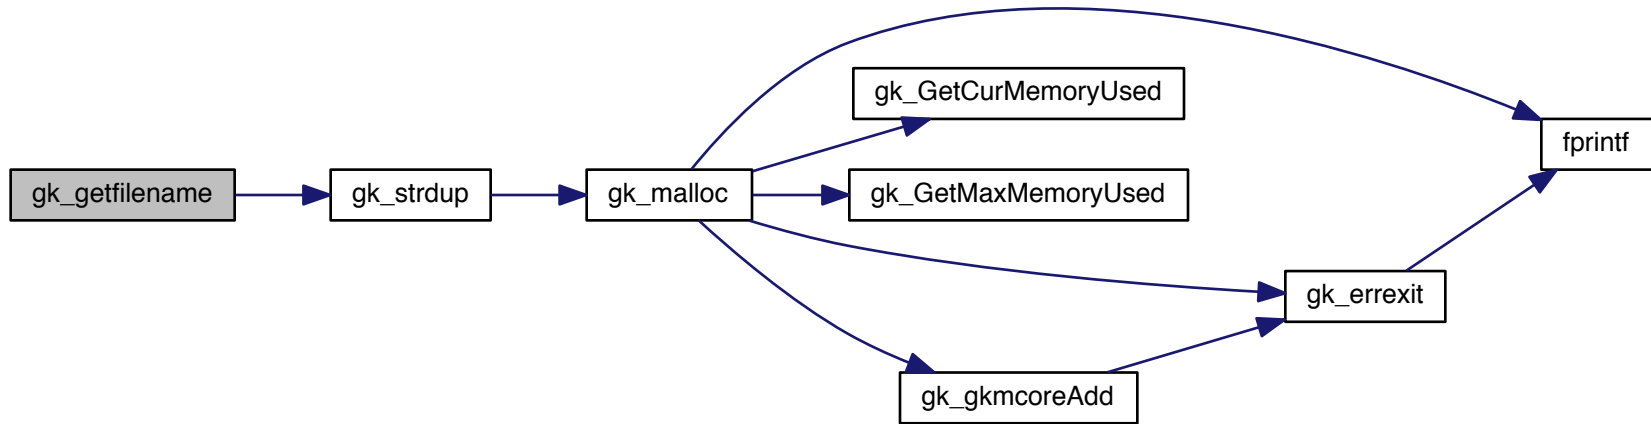 gk_getfilename
gk_strdup
gk_malloc
gk_GetCurMemoryUsed
gk_GetMaxMemoryUsed
gk_gkmcoreAdd
gk_errexit
fprintf